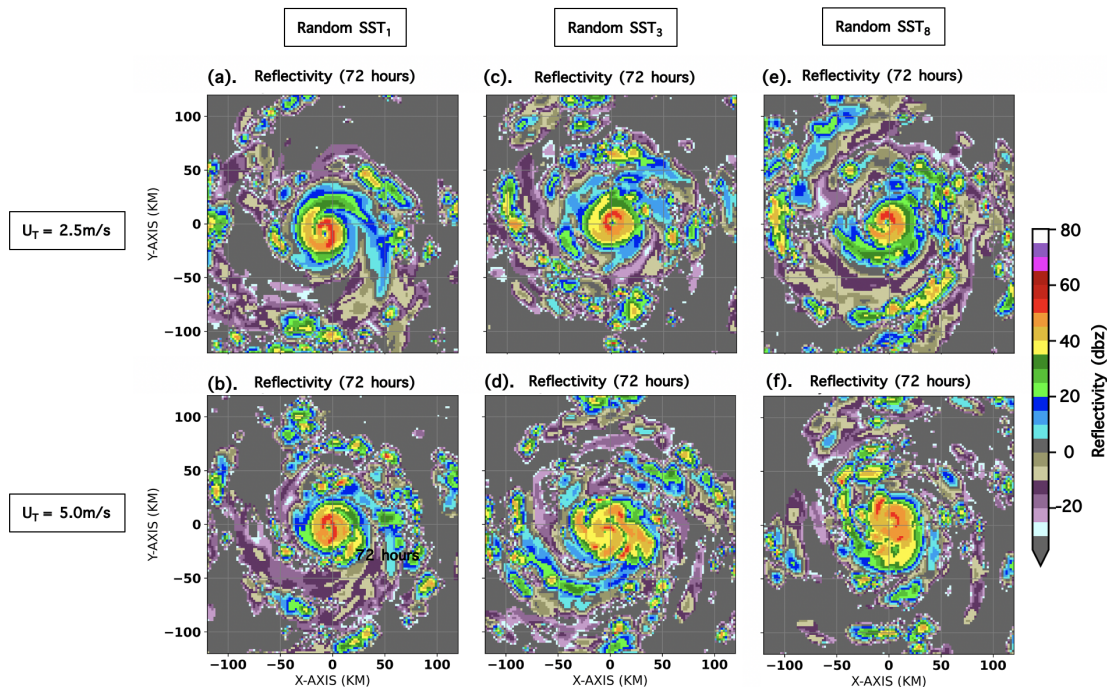 Random SST₁
Random SST₃
Random SST₈
(a). Reflectivity (72 hours)
(c). Reflectivity (72 hours)
(e). Reflectivity (72 hours)
U_T = 2.5m/s
Y-AXIS (KM)
100
50
0
−50
−100
(b). Reflectivity (72 hours)
(d). Reflectivity (72 hours)
(f). Reflectivity (72 hours)
U_T = 5.0m/s
Y-AXIS (KM)
100
50
0
−50
−100
72 hours
−100 −50 0 50 100
−100 −50 0 50 100
−100 −50 0 50 100
X-AXIS (KM)
X-AXIS (KM)
X-AXIS (KM)
80
60
40
20
0
−20
Reflectivity (dbz)